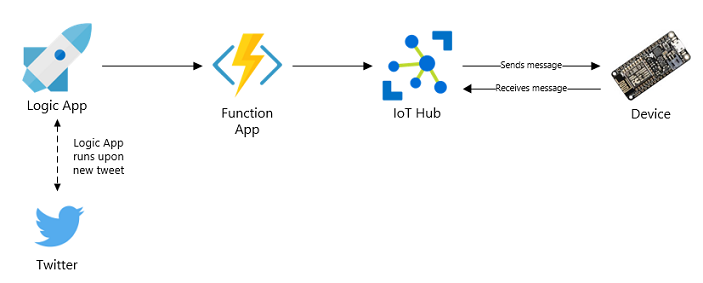 Logic App
Function
App
IoT Hub
Sends message
Receives message
Device
Logic App
runs upon
new tweet
Twitter